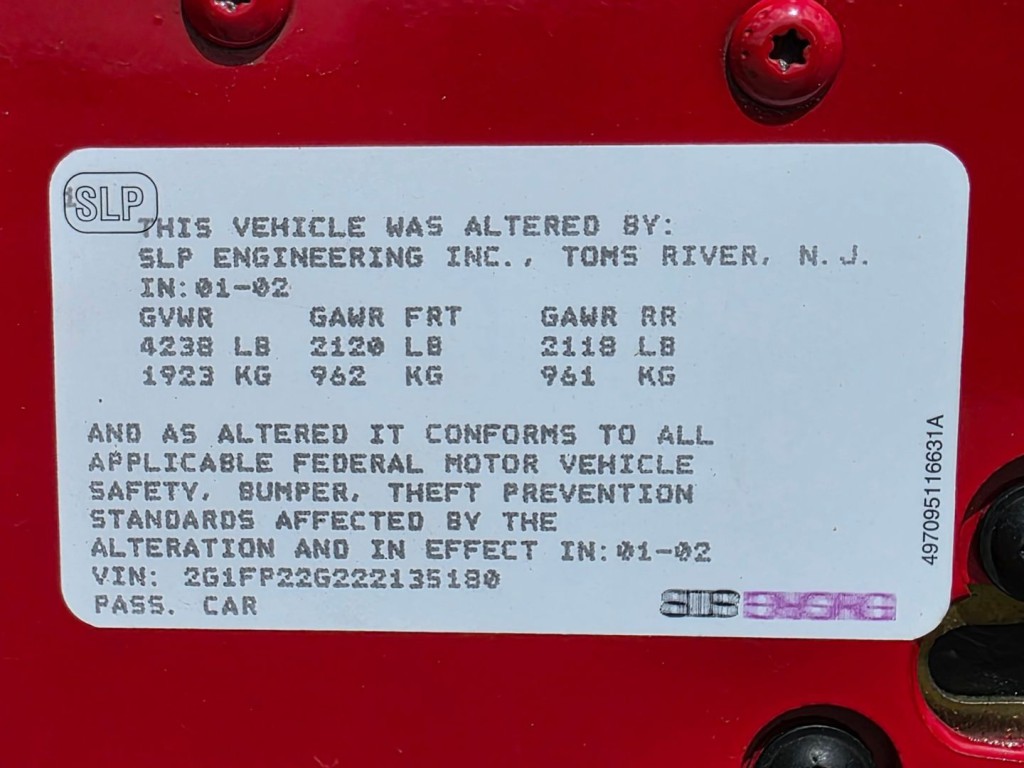 SLP
THIS VEHICLE WAS ALTERED BY:
SLP ENGINEERING INC., TOMS RIVER, N.J.
IN:01-02
GVWR GAWR FRT GAWR RR
4238 LB 2120 LB 2118 LB
1923 KG 962 KG 961 KG
AND AS ALTERED IT CONFORMS TO ALL
APPLICABLE FEDERAL MOTOR VEHICLE
SAFETY, BUMPER, THEFT PREVENTION
STANDARDS AFFECTED BY THE
ALTERATION AND IN EFFECT IN:01-02
VIN: 2G1FP22G222135180
PASS. CAR
497095116631A